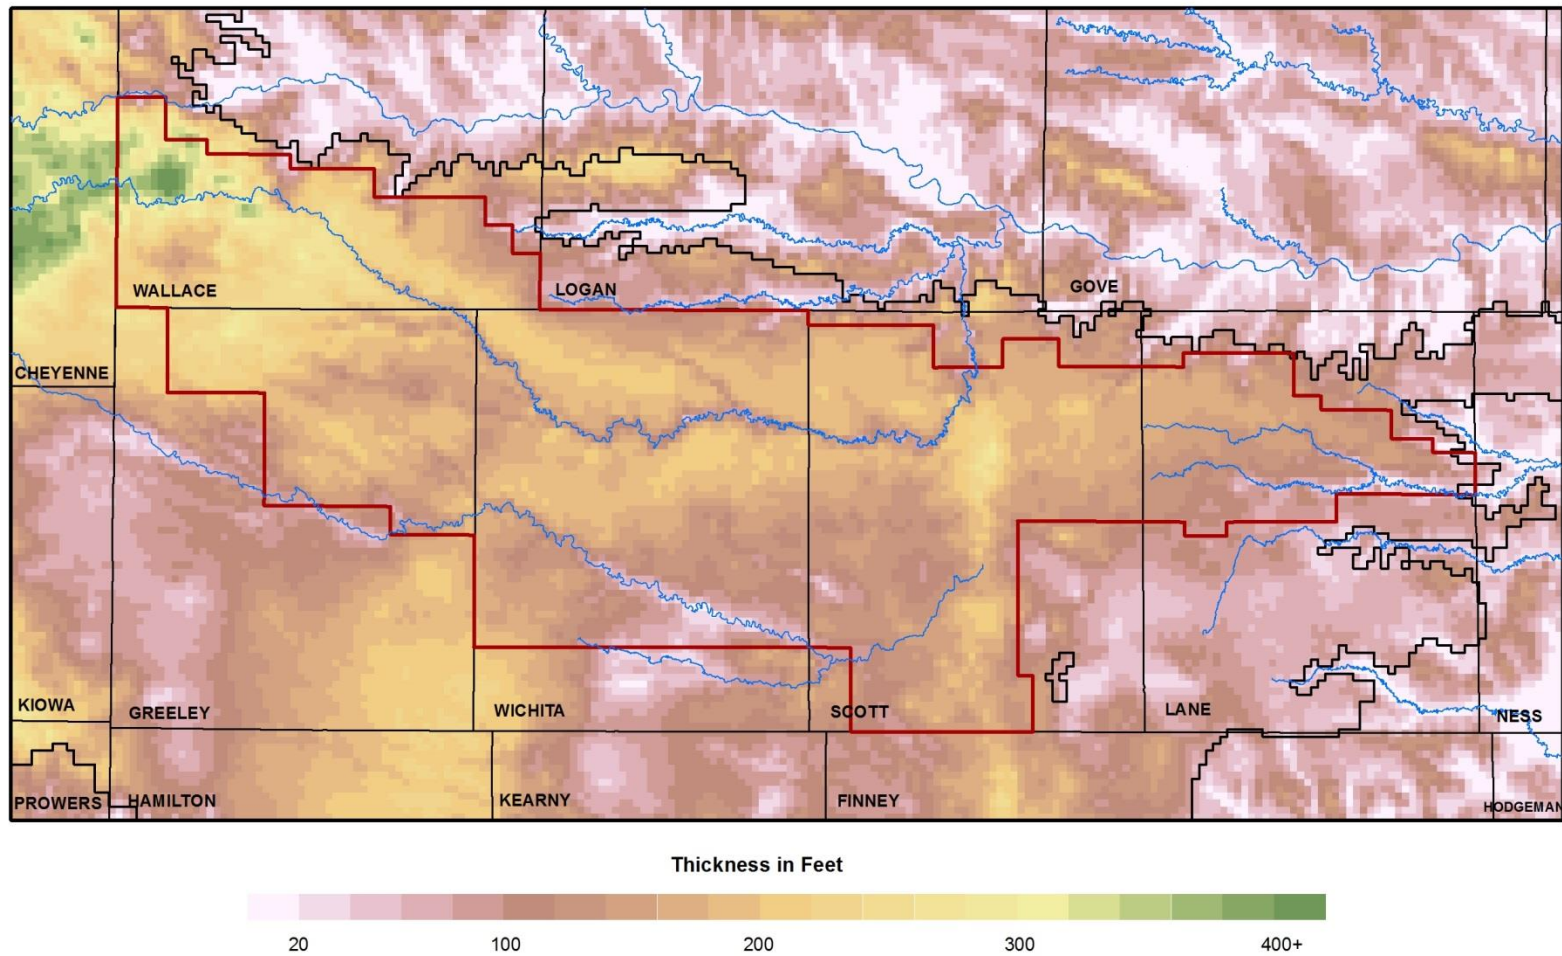 WALLACE
LOGAN
GOVE
CHEYENNE
KIOWA
GREELEY
WICHITA
SCOTT
LANE
NESS
PROWERS
HAMILTON
KEARNY
FINNEY
HODGEMAN
Thickness in Feet
20 100 200 300 400+